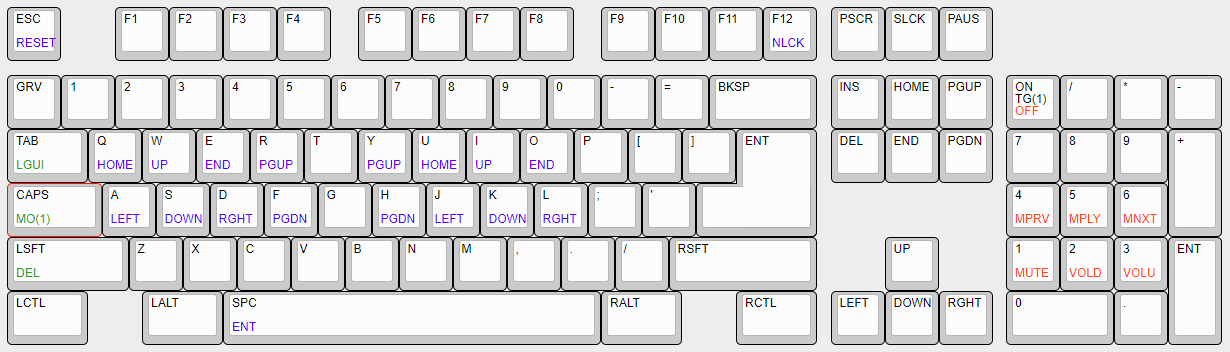 ESC F1 F2 F3 F4 F5 F6 F7 F8 F9 F10 F11 F12 PSCR SLCK PAUS
RESET NLCK
GRV 1 2 3 4 5 6 7 8 9 0 - = BKSP INS HOME PGUP ON / * -
TG(1)
OFF
TAB Q W E R T Y U I O P [ ] ENT DEL END PGDN 7 8 9 +
LGUI HOME UP END PGUP PGUP HOME UP END
CAPS A S D F G H J K L ; ' 4 5 6
MO(1) LEFT DOWN RGHT PGDN PGDN LEFT DOWN RGHT MPRV MPLY MNXT
LSFT Z X C V B N M , . / RSFT UP 1 2 3 ENT
DEL MUTE VOLD VOLU
LCTL LALT SPC RALT RCTL LEFT DOWN RGHT 0 .
ENT